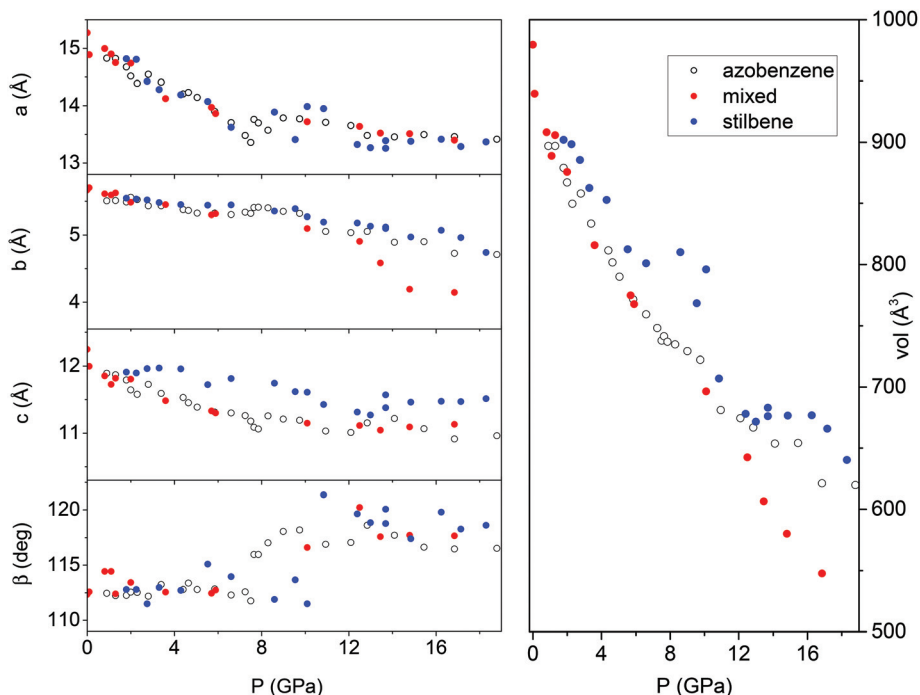 a (Å)
15
14
13
b (Å)
5
4
c (Å)
12
11
β (deg)
120
115
110
0 4 8 12 16
P (GPa)
azobenzene
mixed
stilbene
1000
900
800
700
600
500
vol (Å³)
0 4 8 12 16
P (GPa)